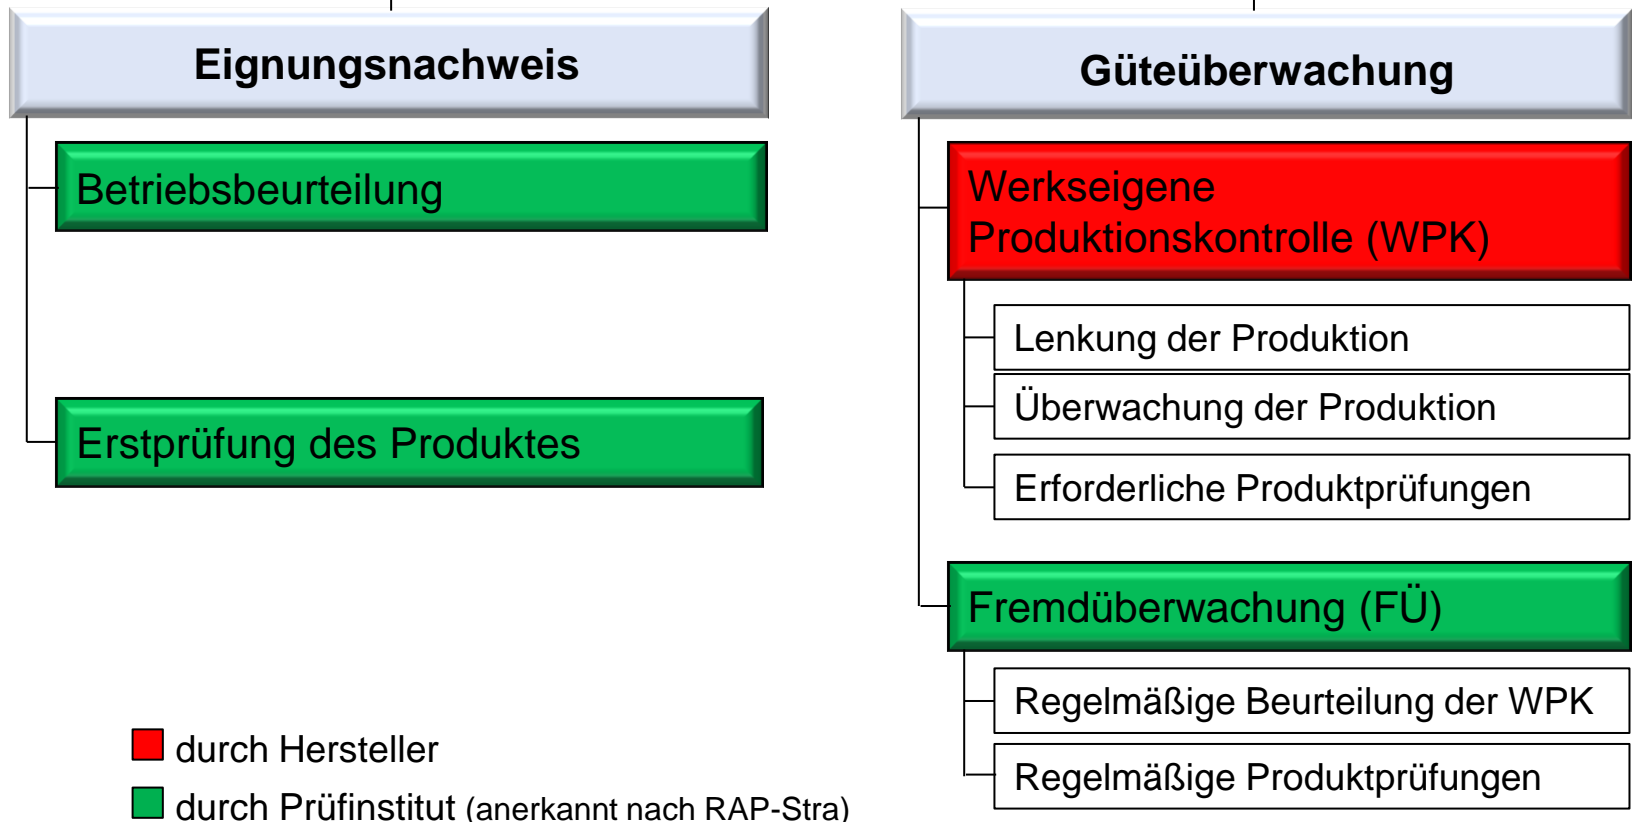 Eignungsnachweis
Betriebsbeurteilung
Erstprüfung des Produktes
Güteüberwachung
Werkseigene
Produktionskontrolle (WPK)
Lenkung der Produktion
Überwachung der Produktion
Erforderliche Produktprüfungen
Fremdüberwachung (FÜ)
Regelmäßige Beurteilung der WPK
Regelmäßige Produktprüfungen
durch Hersteller
durch Prüfinstitut (anerkannt nach RAP-Stra)